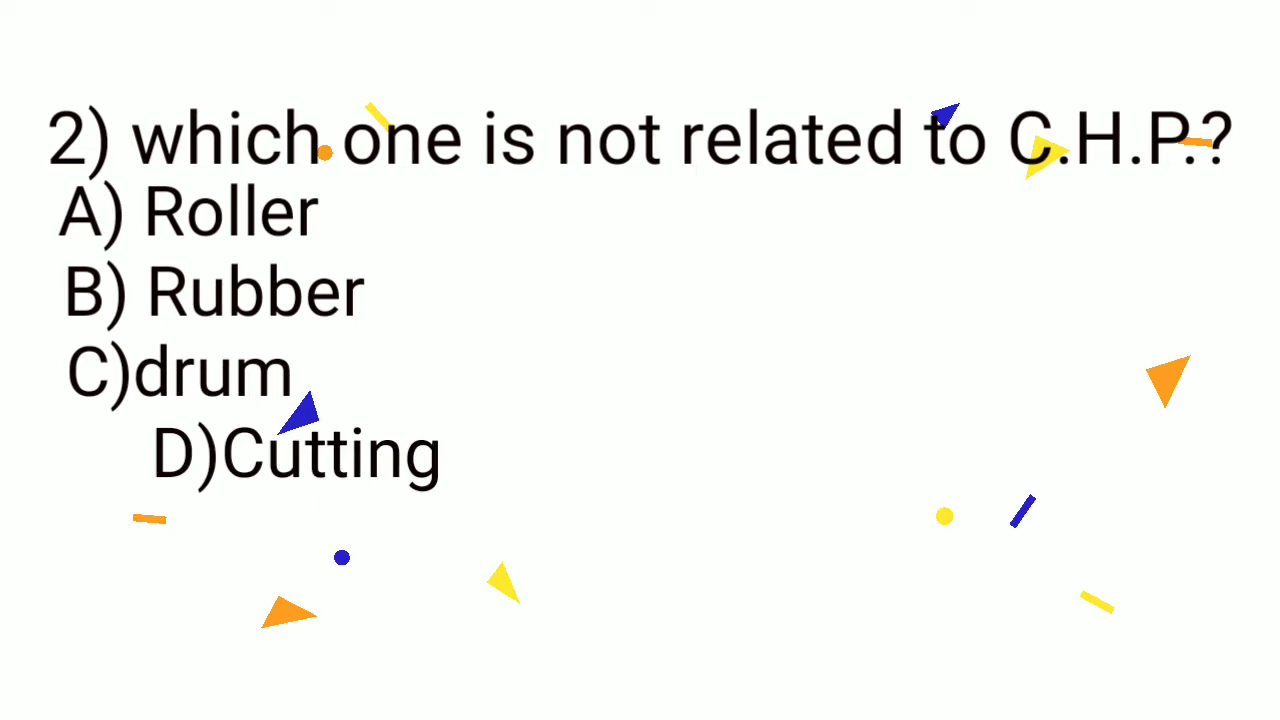 2) which one is not related to C.H.P.?
A) Roller
B) Rubber
C)drum
D)Cutting